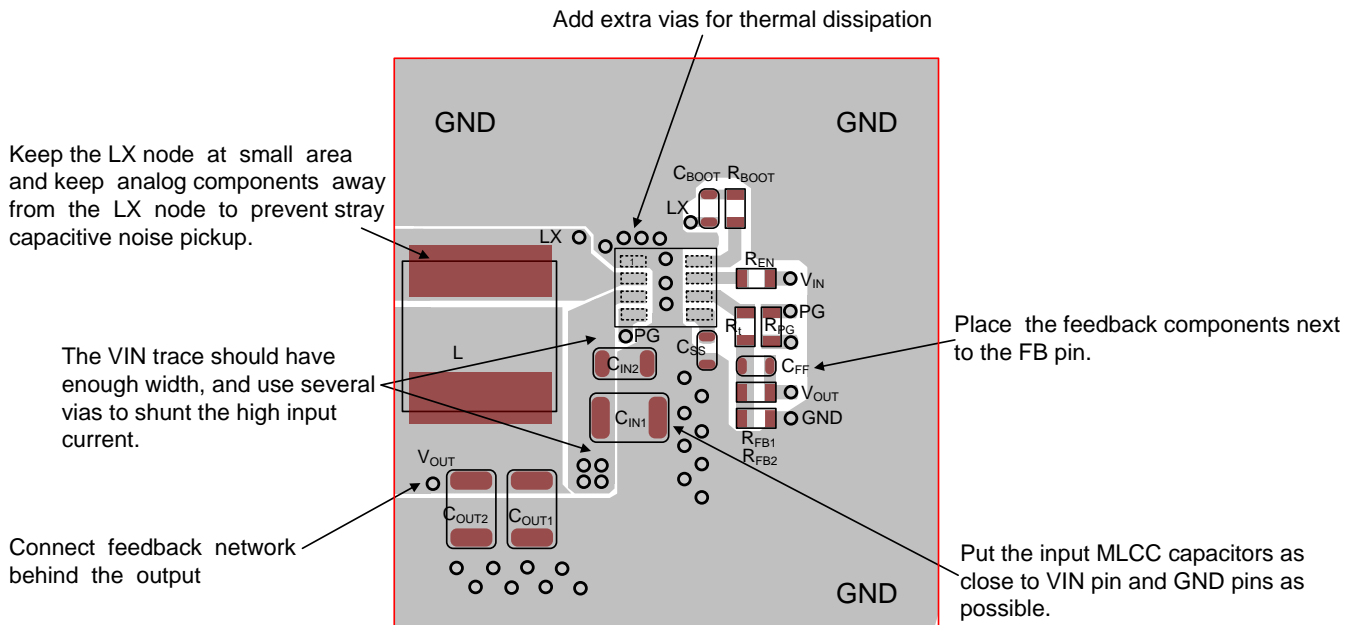 Add extra vias for thermal dissipation
GND
GND
Keep the LX node at small area
and keep analog components away
from the LX node to prevent stray
capacitive noise pickup.
CBOOT
RBOOT
LX
LX
1
REN
VIN
PG
Rt
RPG
PG
CSS
Place the feedback components next
to the FB pin.
L
The VIN trace should have
enough width, and use several
vias to shunt the high input
current.
CIN2
CFF
VOUT
CIN1
GND
RFB1
RFB2
VOUT
COUT2
COUT1
Connect feedback network
behind the output
Put the input MLCC capacitors as
close to VIN pin and GND pins as
possible.
GND